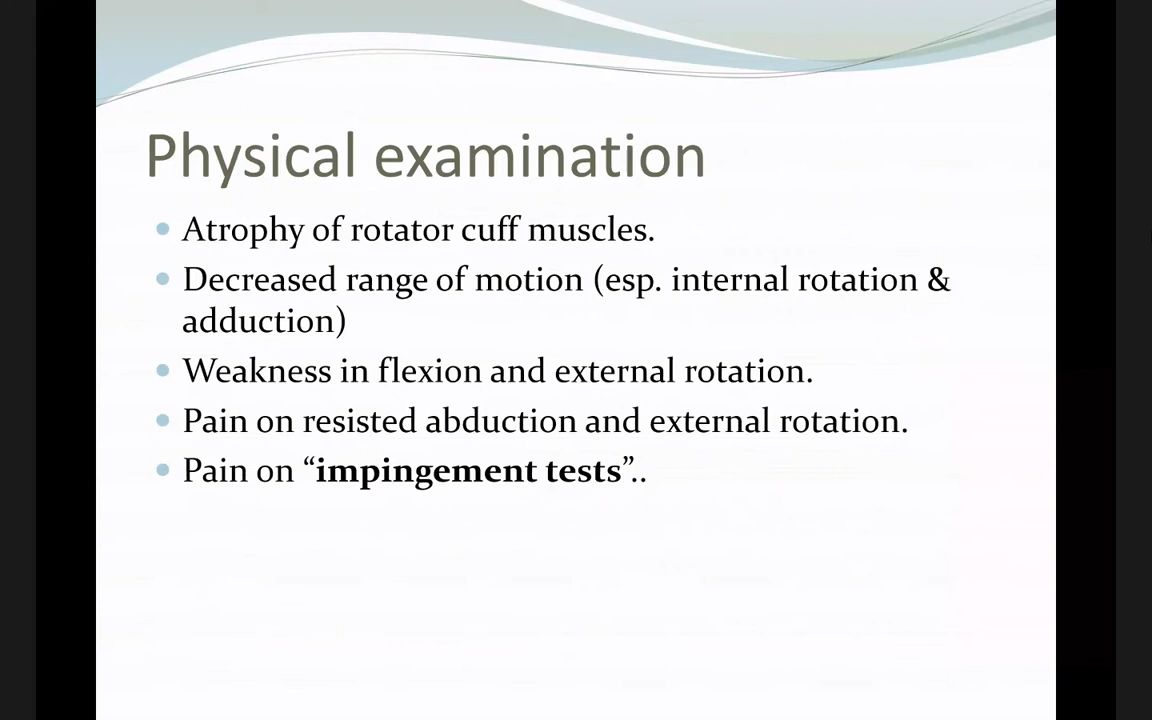 Physical examination
• Atrophy of rotator cuff muscles.
• Decreased range of motion (esp. internal rotation &
adduction)
• Weakness in flexion and external rotation.
• Pain on resisted abduction and external rotation.
• Pain on “impingement tests”..